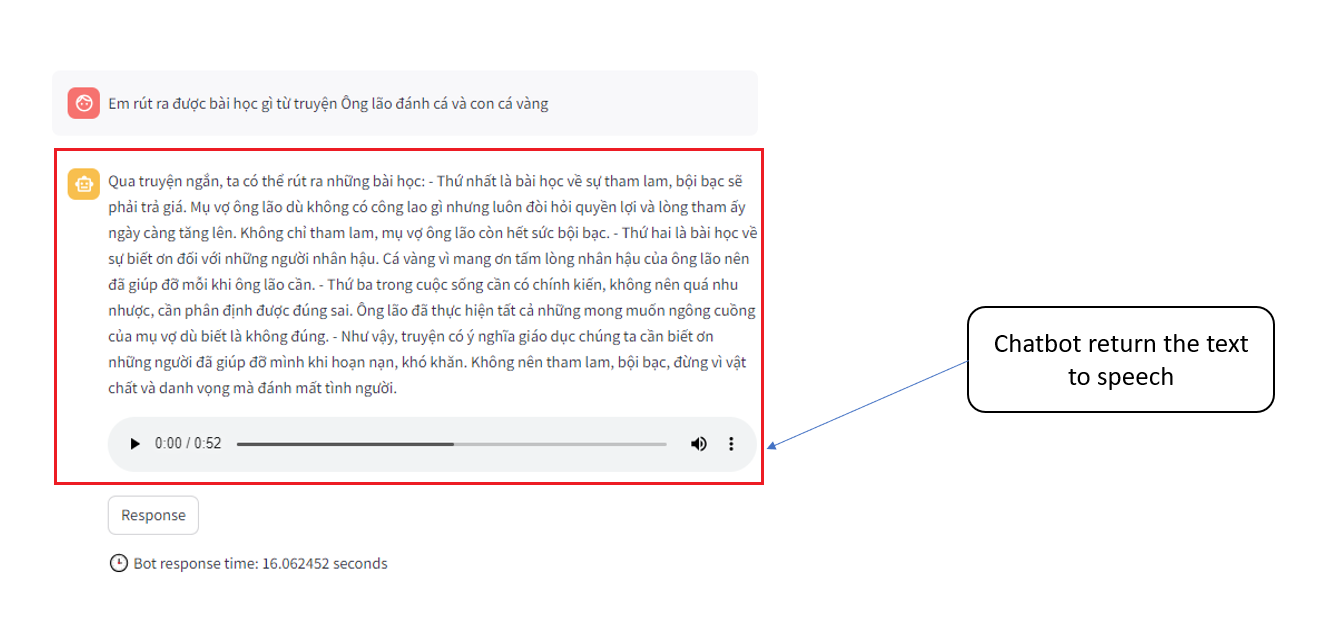 Em rút ra được bài học gì từ truyện Ông lão đánh cá và con cá vàng
Qua truyện ngắn, ta có thể rút ra những bài học: - Thứ nhất là bài học về sự tham lam, bội bạc sẽ
phải trả giá. Mụ vợ ông lão dù không có công lao gì nhưng luôn đòi hỏi quyền lợi và lòng tham ấy
ngày càng tăng lên. Không chỉ tham lam, mụ vợ ông lão còn hết sức bội bạc. - Thứ hai là bài học về
sự biết ơn đối với những người nhân hậu. Cá vàng vì mang ơn tấm lòng nhân hậu của ông lão nên
đã giúp đỡ mỗi khi ông lão cần. - Thứ ba trong cuộc sống cần có chính kiến, không nên quá nhu
nhược, cần phân định được đúng sai. Ông lão đã thực hiện tất cả những mong muốn ngông cuồng
của mụ vợ dù biết là không đúng. - Như vậy, truyện có ý nghĩa giáo dục chúng ta cần biết ơn
những người đã giúp đỡ mình khi hoạn nạn, khó khăn. Không nên tham lam, bội bạc, đừng vì vật
chất và danh vọng mà đánh mất tình người.
0:00 / 0:52
Chatbot return the text
to speech
Response
Bot response time: 16.062452 seconds